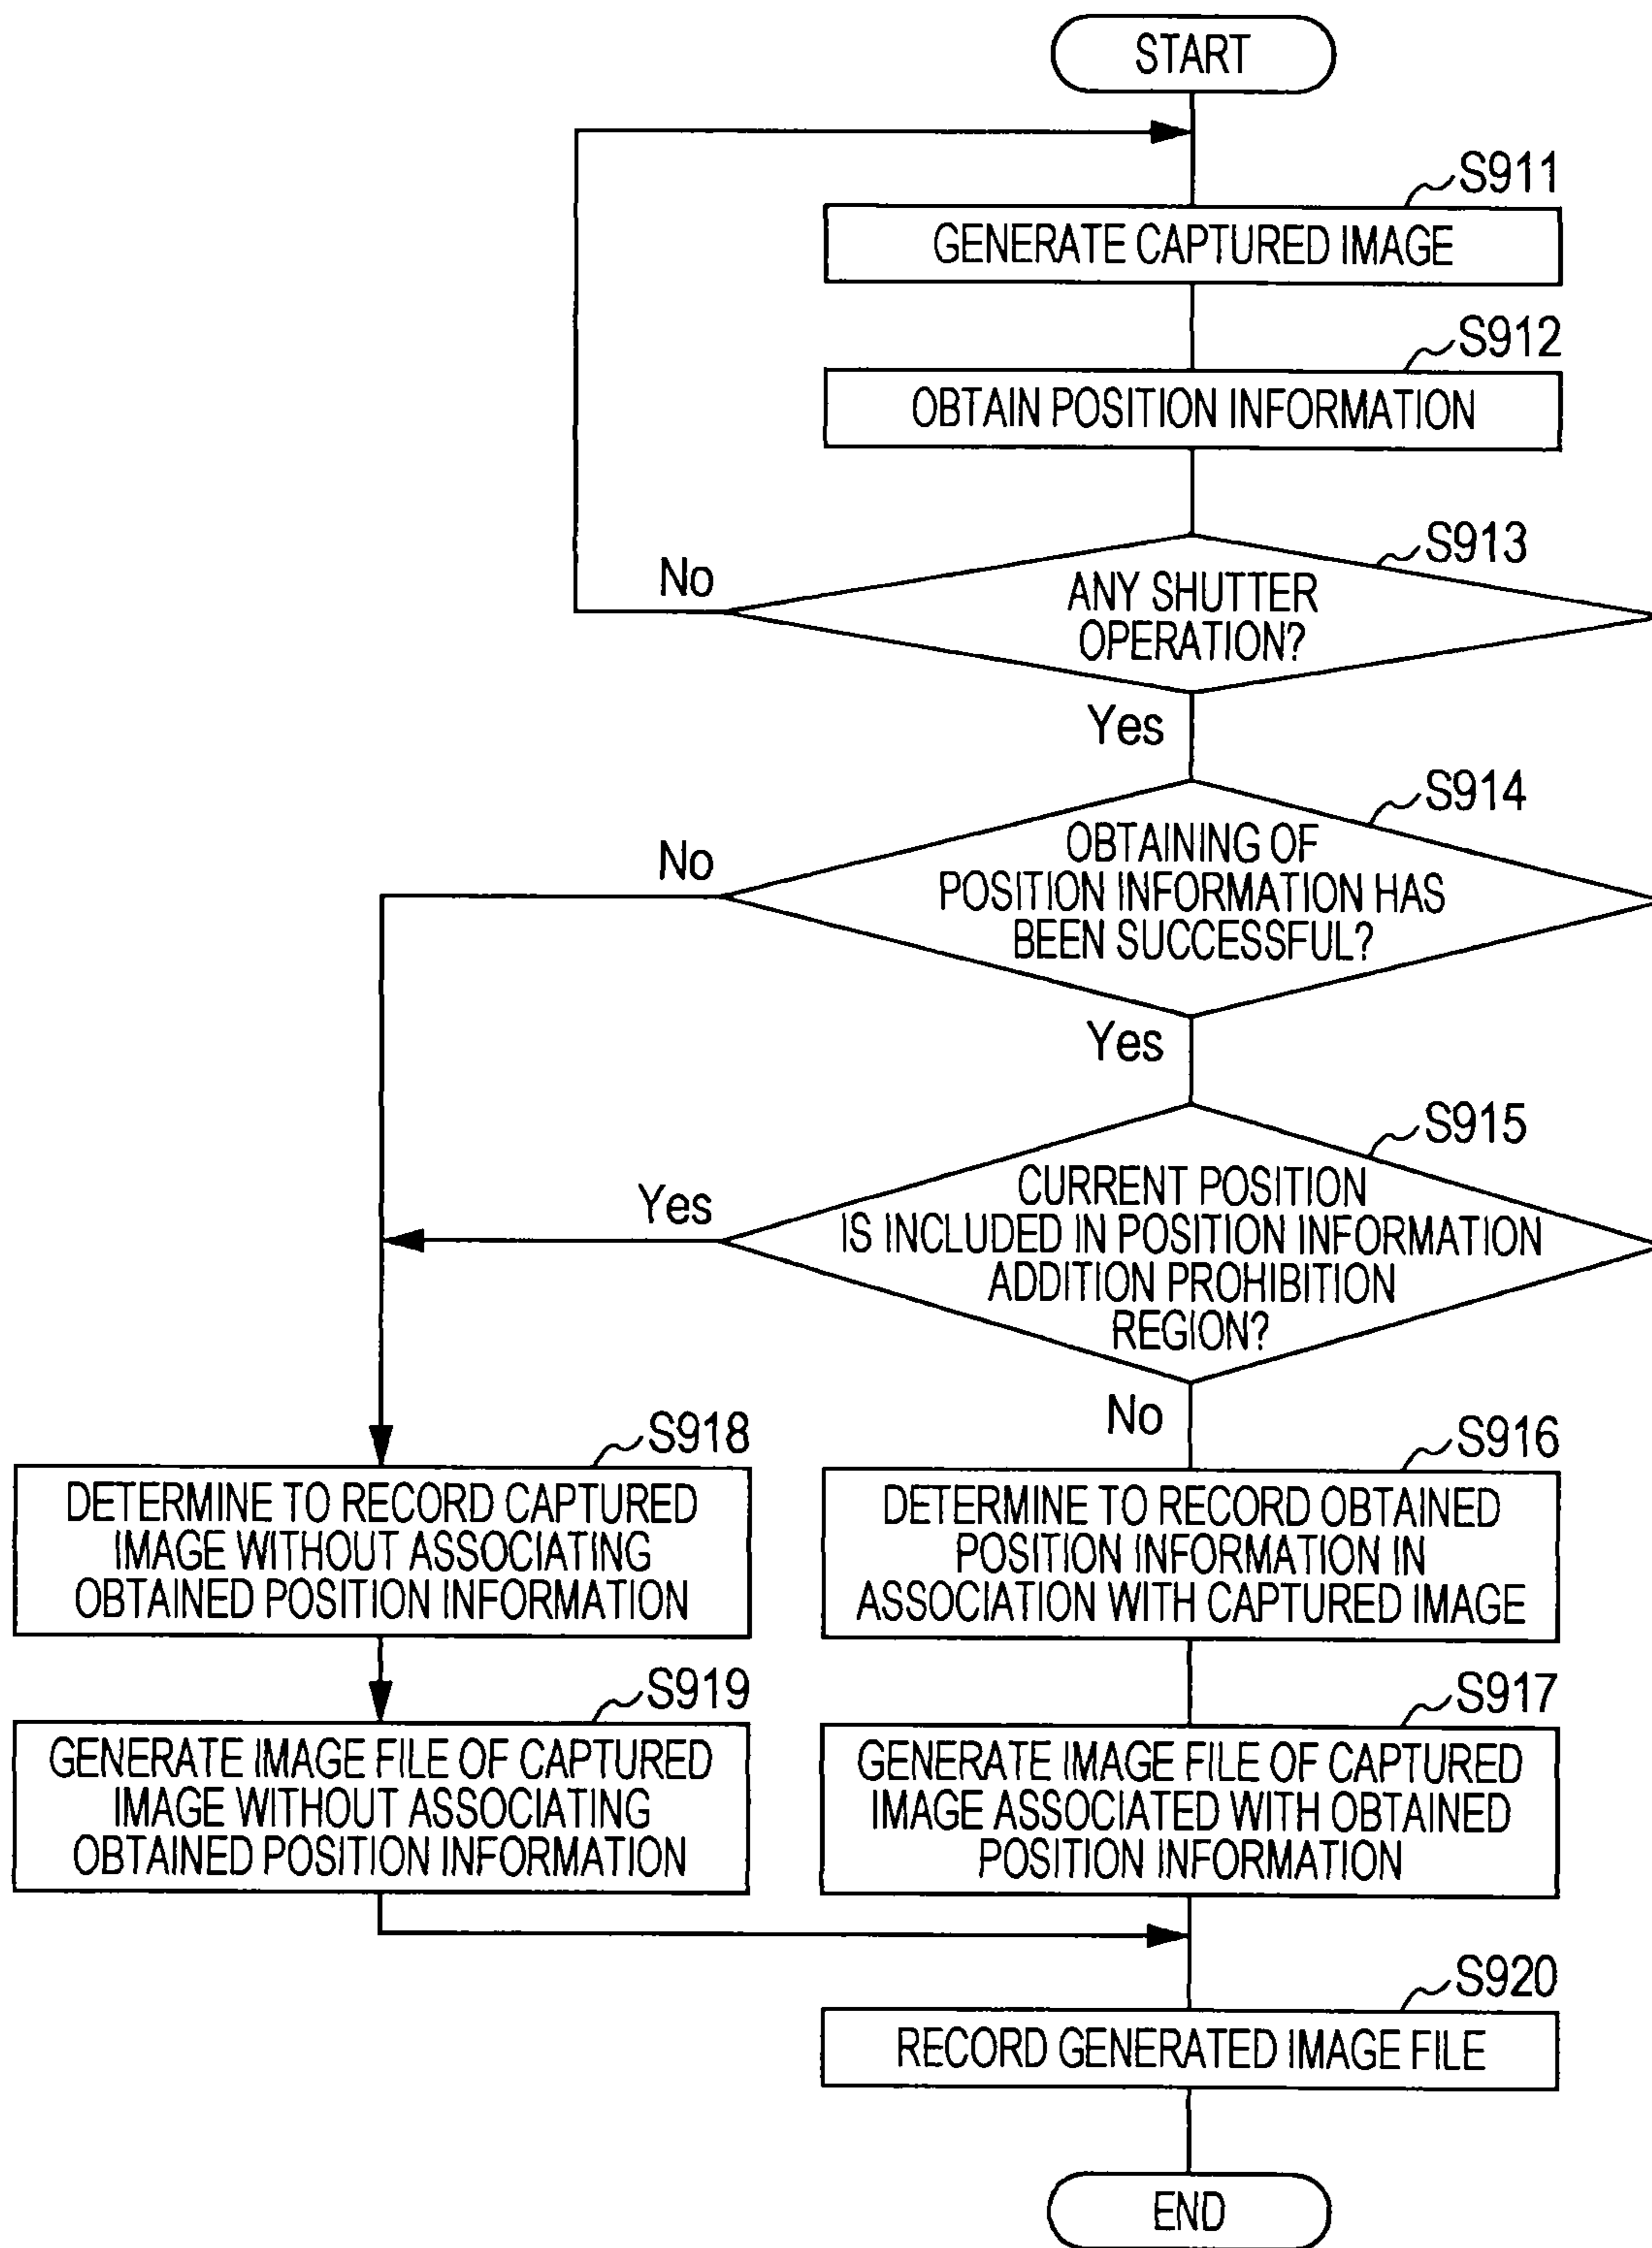 START
S911
GENERATE CAPTURED IMAGE
S912
OBTAIN POSITION INFORMATION
S913
No
ANY SHUTTER
OPERATION?
Yes
S914
No
OBTAINING OF
POSITION INFORMATION HAS
BEEN SUCCESSFUL?
Yes
S915
Yes
CURRENT POSITION
IS INCLUDED IN POSITION INFORMATION
ADDITION PROHIBITION
REGION?
No
S918
DETERMINE TO RECORD CAPTURED
IMAGE WITHOUT ASSOCIATING
OBTAINED POSITION INFORMATION
S916
DETERMINE TO RECORD OBTAINED
POSITION INFORMATION IN
ASSOCIATION WITH CAPTURED IMAGE
S919
GENERATE IMAGE FILE OF CAPTURED
IMAGE WITHOUT ASSOCIATING
OBTAINED POSITION INFORMATION
S917
GENERATE IMAGE FILE OF CAPTURED
IMAGE ASSOCIATED WITH OBTAINED
POSITION INFORMATION
S920
RECORD GENERATED IMAGE FILE
END